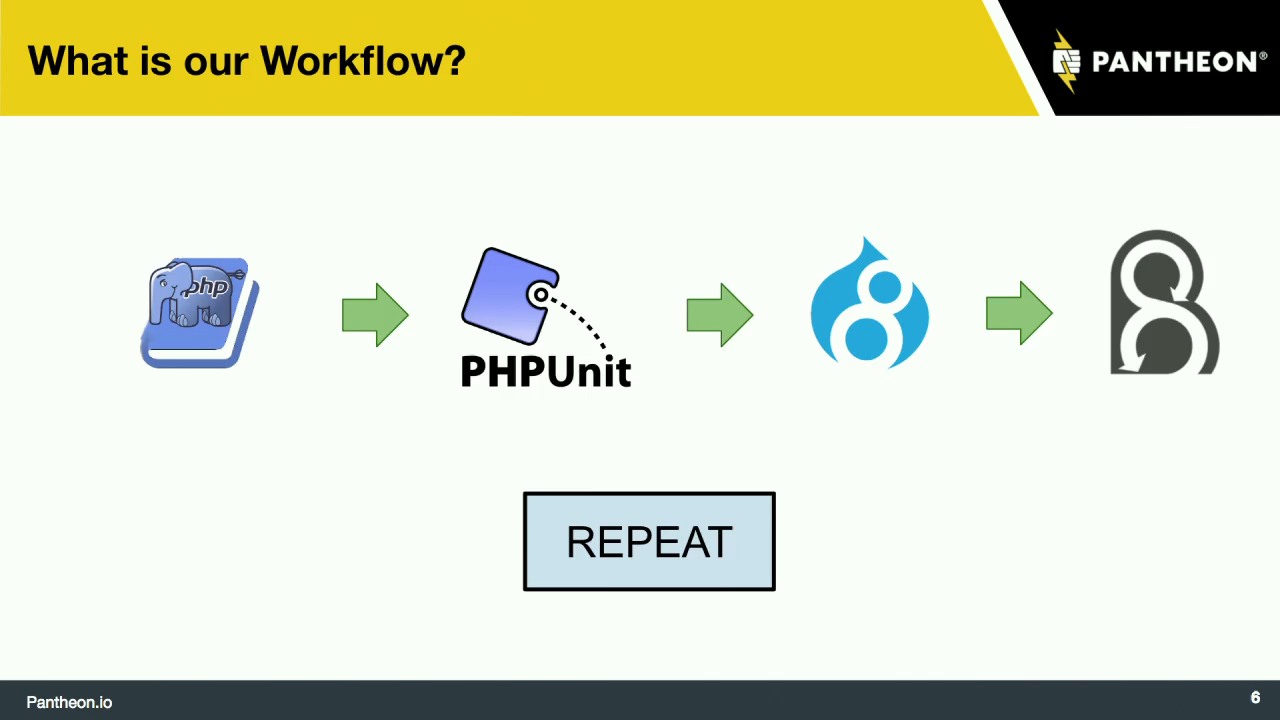 What is our Workflow?
PANTHEON®
php
PHPUnit
REPEAT
Pantheon.io
6